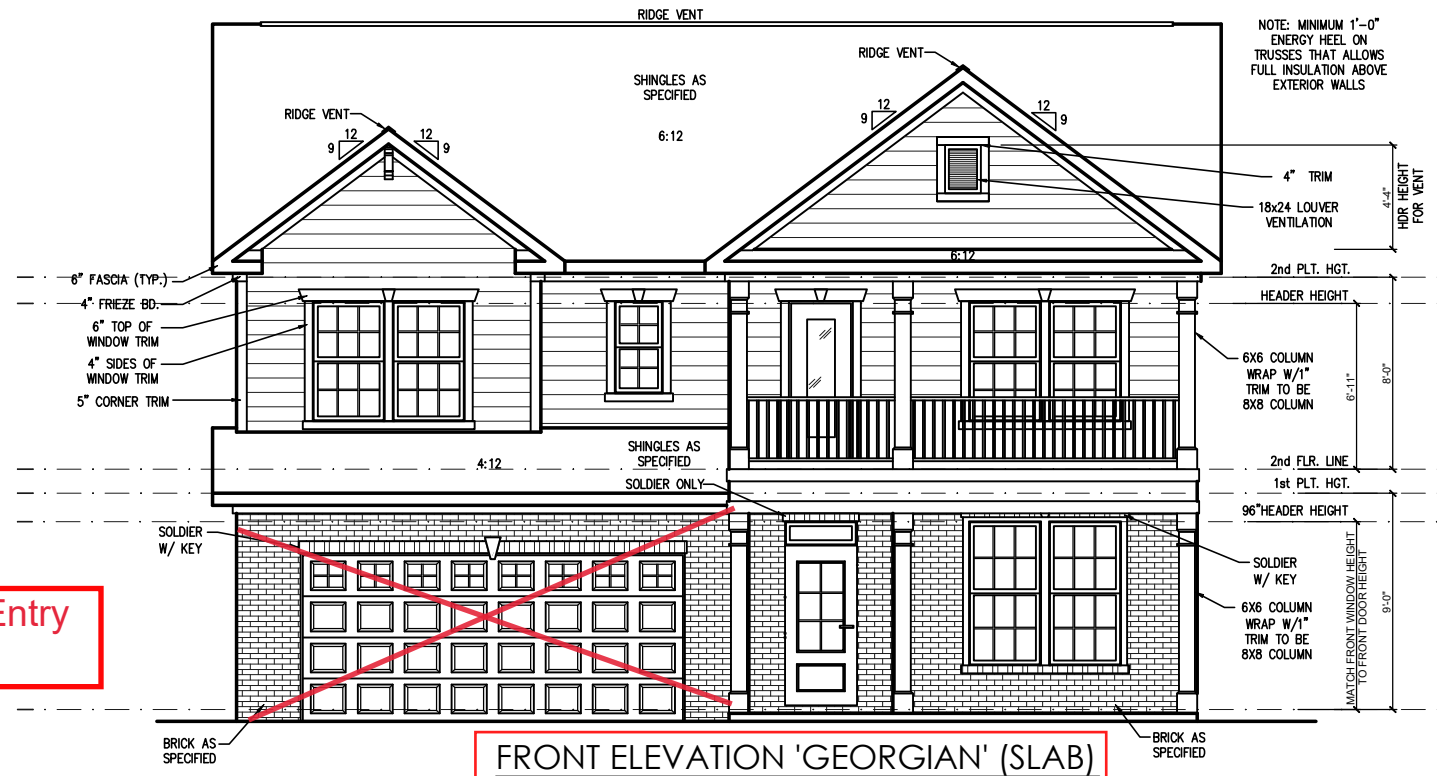 RIDGE VENT
NOTE: MINIMUM 1'-0"
ENERGY HEEL ON
TRUSSES THAT ALLOWS
FULL INSULATION ABOVE
EXTERIOR WALLS
RIDGE VENT
SHINGLES AS
SPECIFIED
6:12
12
9
12
9
RIDGE VENT
12
9
12
9
4" TRIM
18x24 LOUVER
VENTILATION
4'-4"
HDR HEIGHT
FOR VENT
6:12
6" FASCIA (TYP.)
4" FRIEZE BD.
6" TOP OF
WINDOW TRIM
4" SIDES OF
WINDOW TRIM
5" CORNER TRIM
2nd PLT. HGT.
HEADER HEIGHT
6X6 COLUMN
WRAP W/1"
TRIM TO BE
8X8 COLUMN
6'-11"
8'-0"
4:12
SHINGLES AS
SPECIFIED
2nd FLR. LINE
1st PLT. HGT.
SOLDIER ONLY
96"HEADER HEIGHT
SOLDIER
W/ KEY
SOLDIER
W/ KEY
Entry
6X6 COLUMN
WRAP W/1"
TRIM TO BE
8X8 COLUMN
MATCH FRONT WINDOW HEIGHT
TO FRONT DOOR HEIGHT
9'-0"
BRICK AS
SPECIFIED
BRICK AS
SPECIFIED
FRONT ELEVATION 'GEORGIAN' (SLAB)